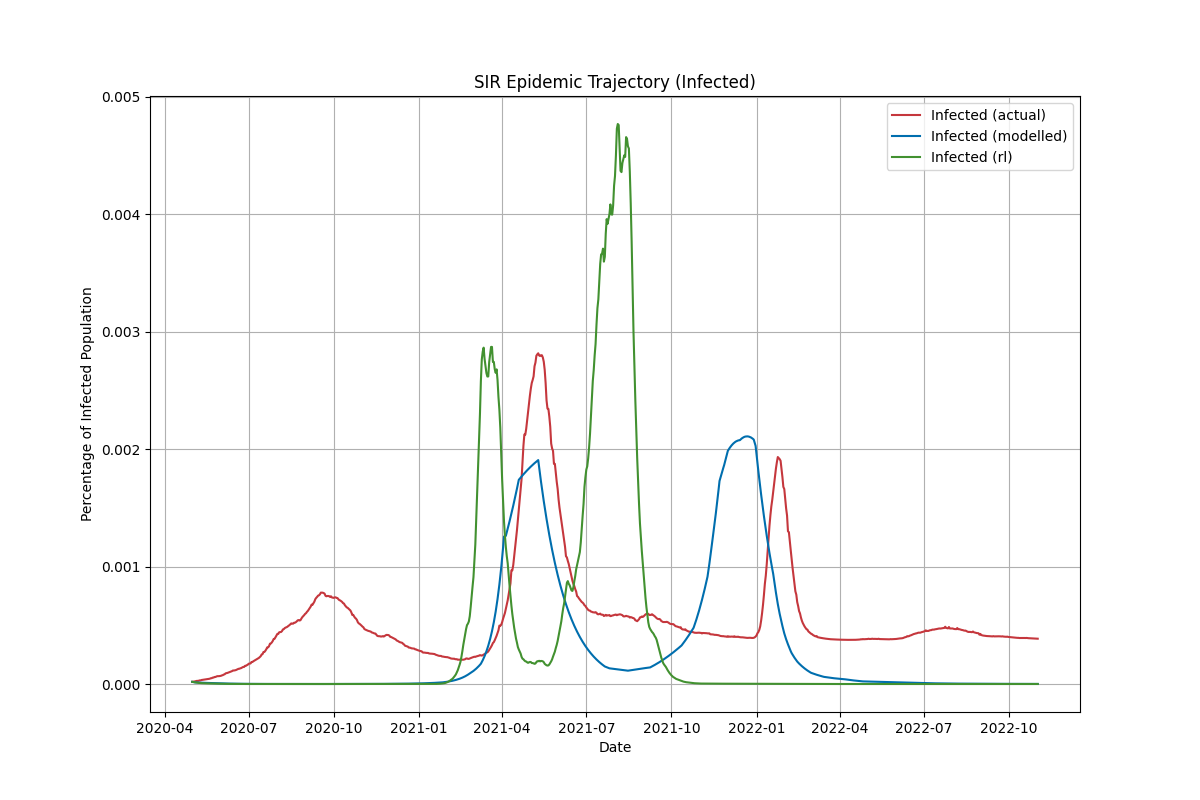 SIR Epidemic Trajectory (Infected)
Infected (actual)
Infected (modelled)
Infected (rl)
Percentage of Infected Population
0.005
0.004
0.003
0.002
0.001
0.000
2020-04 2020-07 2020-10 2021-01 2021-04 2021-07 2021-10 2022-01 2022-04 2022-07 2022-10
Date